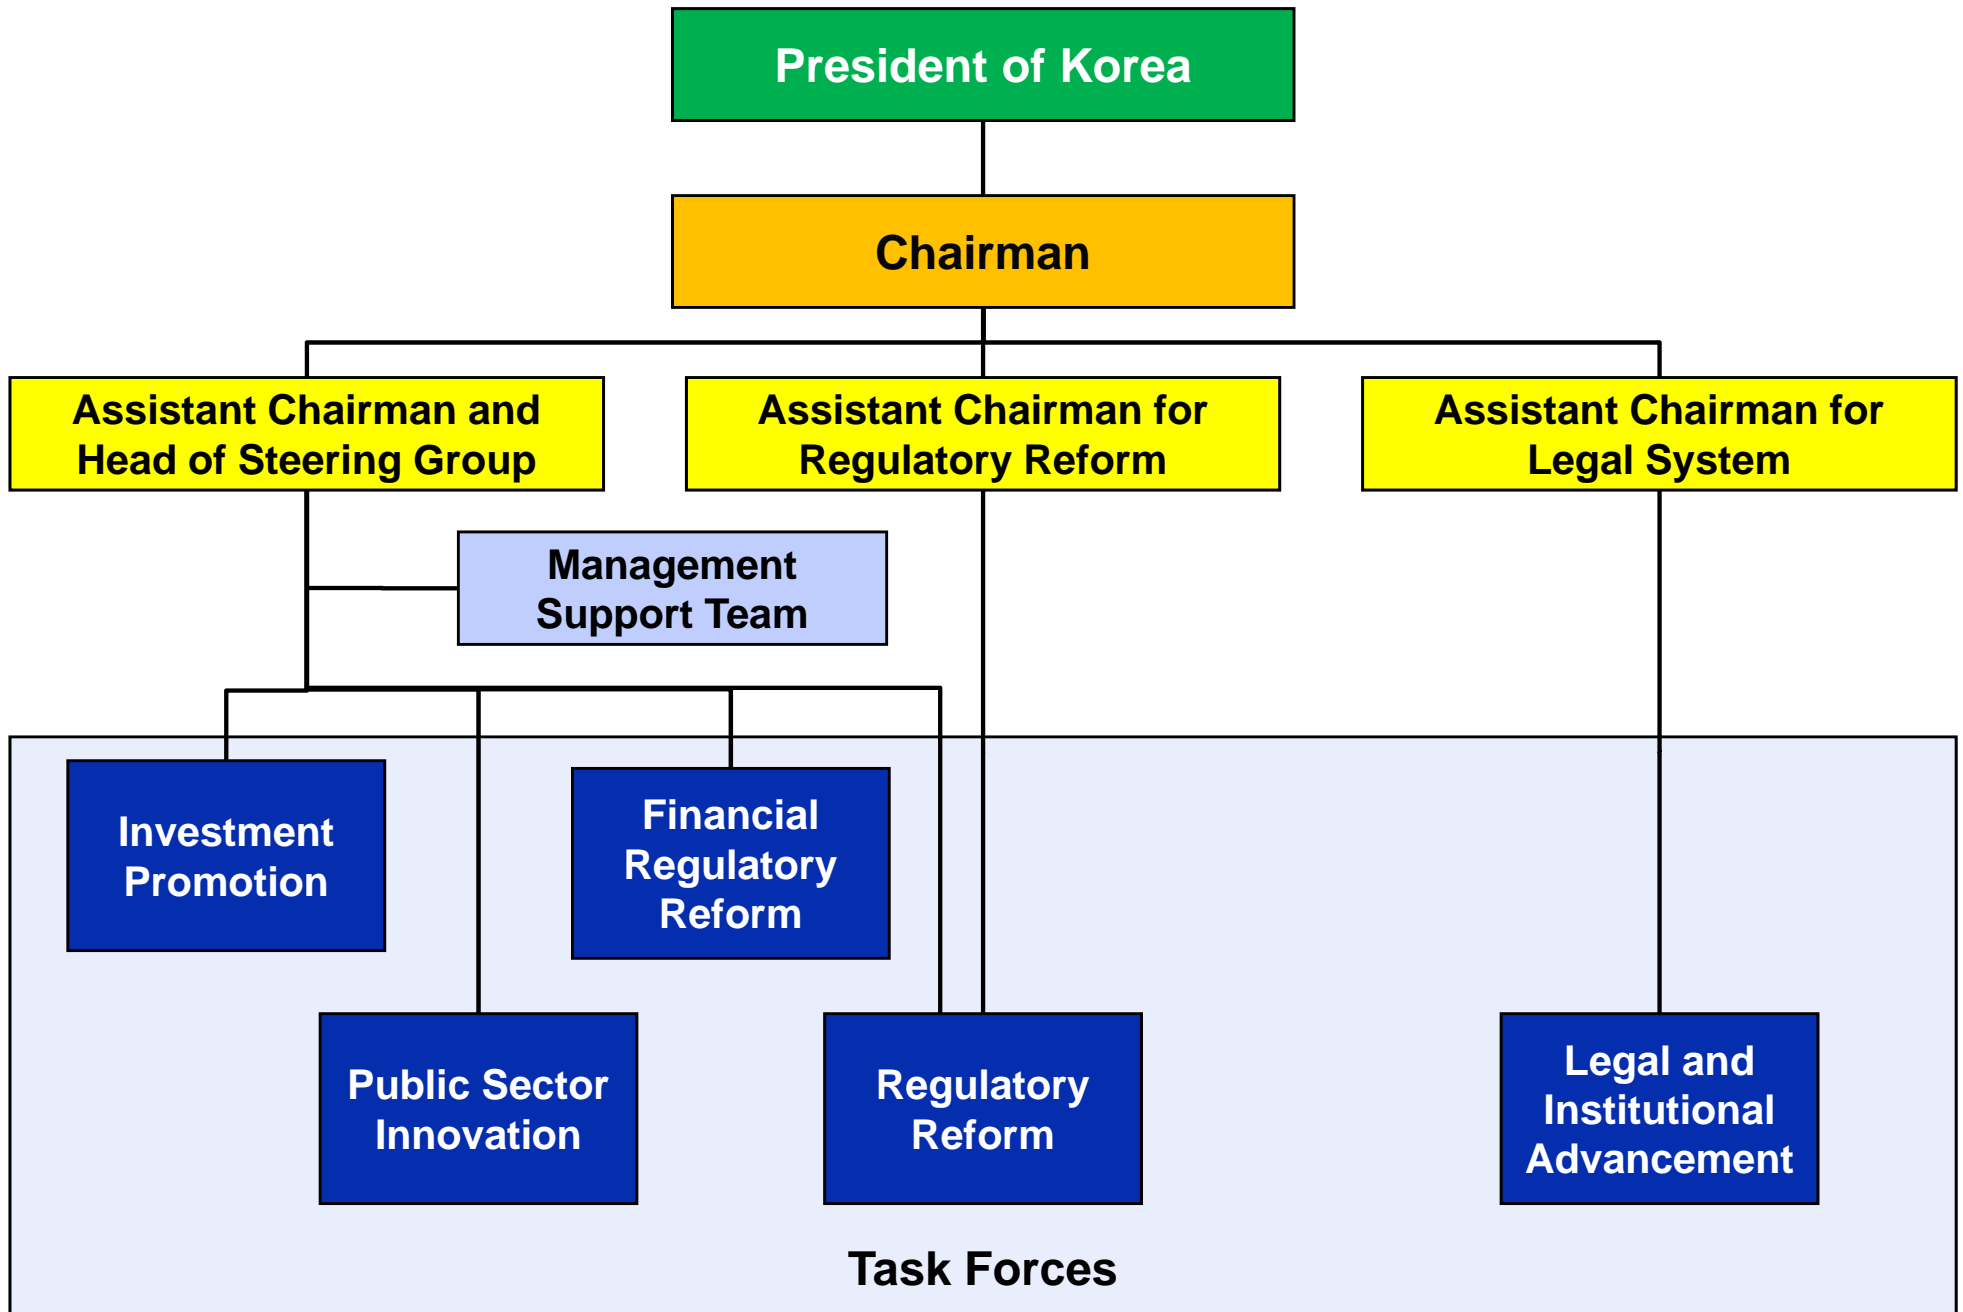 President of Korea
Chairman
Assistant Chairman and
Head of Steering Group
Assistant Chairman for
Regulatory Reform
Assistant Chairman for
Legal System
Management
Support Team
Investment
Promotion
Financial
Regulatory
Reform
Public Sector
Innovation
Regulatory
Reform
Legal and
Institutional
Advancement
Task Forces